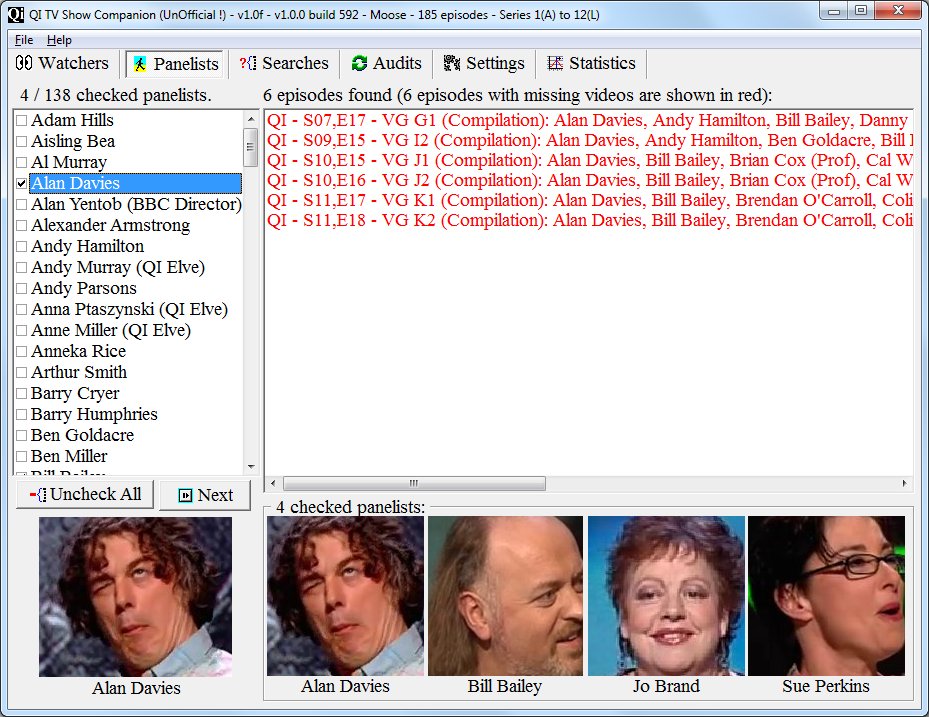 Qi QI TV Show Companion (UnOfficial !) - v1.0f - v1.0.0 build 592 - Moose - 185 episodes - Series 1(A) to 12(L)
File Help
Watchers Panelists Searches Audits Settings Statistics
4 / 138 checked panelists.
6 episodes found (6 episodes with missing videos are shown in red):
Adam Hills
Aisling Bea
Al Murray
Alan Davies
Alan Yentob (BBC Director)
Alexander Armstrong
Andy Hamilton
Andy Murray (QI Elve)
Andy Parsons
Anna Ptaszynski (QI Elve)
Anne Miller (QI Elve)
Anneka Rice
Arthur Smith
Barry Cryer
Barry Humphries
Ben Goldacre
Ben Miller
Bill Bailey
QI - S07,E17 - VG G1 (Compilation): Alan Davies, Andy Hamilton, Bill Bailey, Danny
QI - S09,E15 - VG I2 (Compilation): Alan Davies, Andy Hamilton, Ben Goldacre, Bill
QI - S10,E15 - VG J1 (Compilation): Alan Davies, Bill Bailey, Brian Cox (Prof), Cal W
QI - S10,E16 - VG J2 (Compilation): Alan Davies, Bill Bailey, Brian Cox (Prof), Cal W
QI - S11,E17 - VG K1 (Compilation): Alan Davies, Bill Bailey, Brendan O'Carroll, Coli
QI - S11,E18 - VG K2 (Compilation): Alan Davies, Bill Bailey, Brendan O'Carroll, Coli
Uncheck All Next
Alan Davies
4 checked panelists:
Alan Davies Bill Bailey Jo Brand Sue Perkins